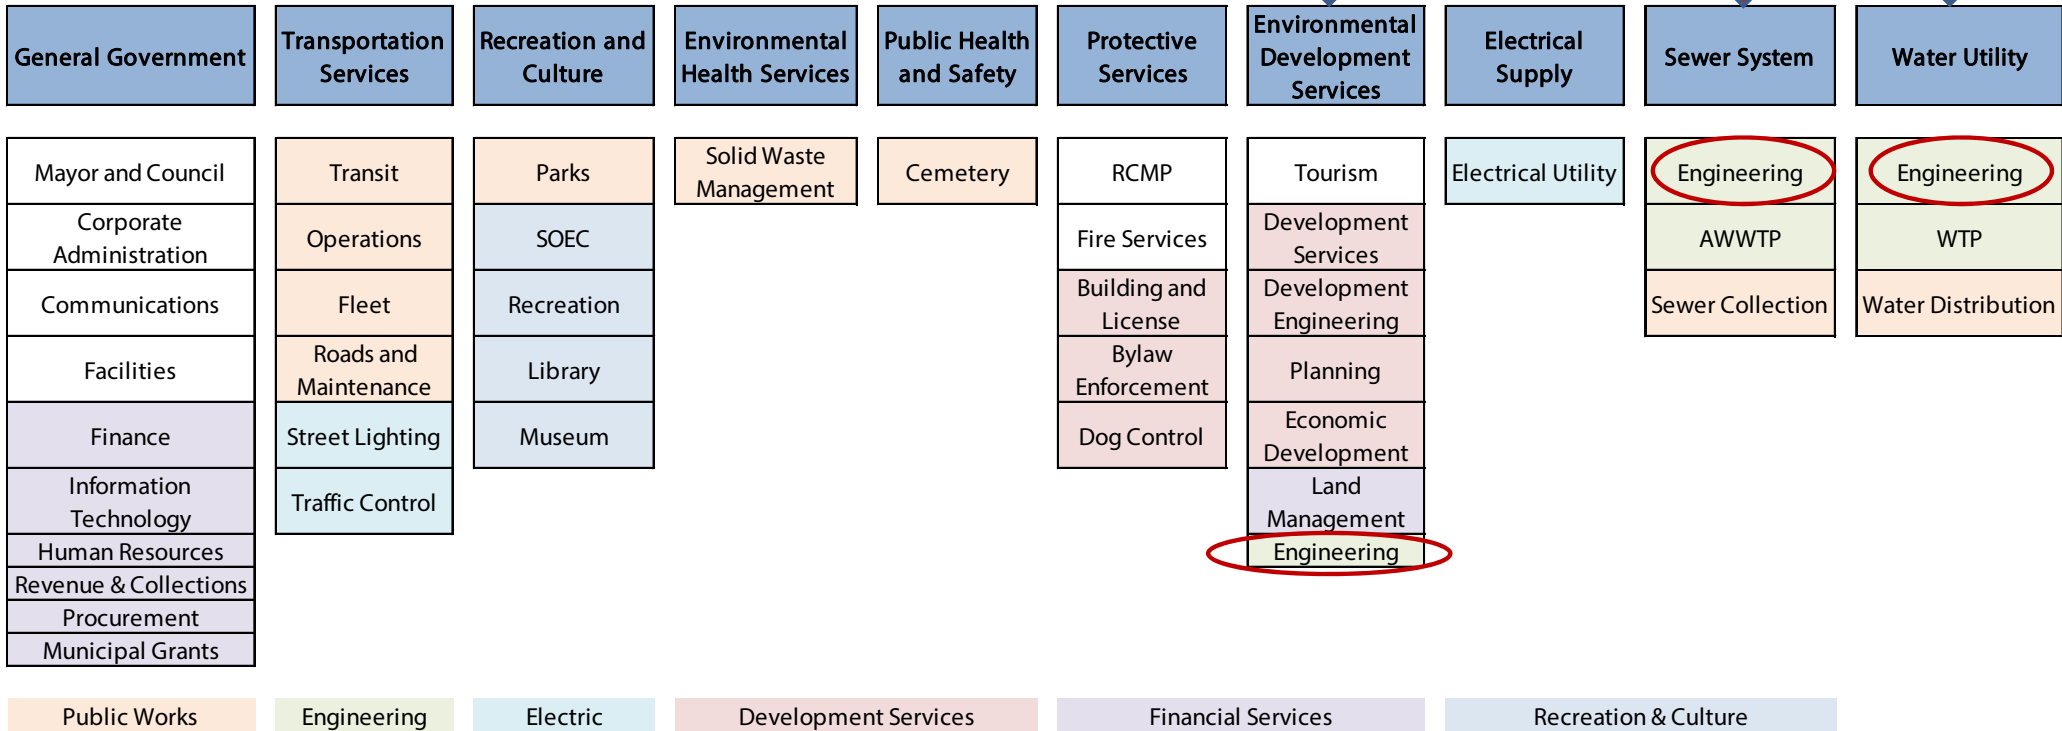 General Government
Transportation
Services
Recreation and
Culture
Environmental
Health Services
Public Health
and Safety
Protective
Services
Environmental
Development
Services
Electrical
Supply
Sewer System
Water Utility
Mayor and Council
Corporate
Administration
Communications
Facilities
Finance
Information
Technology
Human Resources
Revenue & Collections
Procurement
Municipal Grants
Transit
Operations
Fleet
Roads and
Maintenance
Street Lighting
Traffic Control
Parks
SOEC
Recreation
Library
Museum
Solid Waste
Management
Cemetery
RCMP
Fire Services
Building and
License
Bylaw
Enforcement
Dog Control
Tourism
Development
Services
Development
Engineering
Planning
Economic
Development
Land
Management
Engineering
Electrical Utility
Engineering
AWWTP
Sewer Collection
Engineering
WTP
Water Distribution
Public Works
Engineering
Electric
Development Services
Financial Services
Recreation & Culture